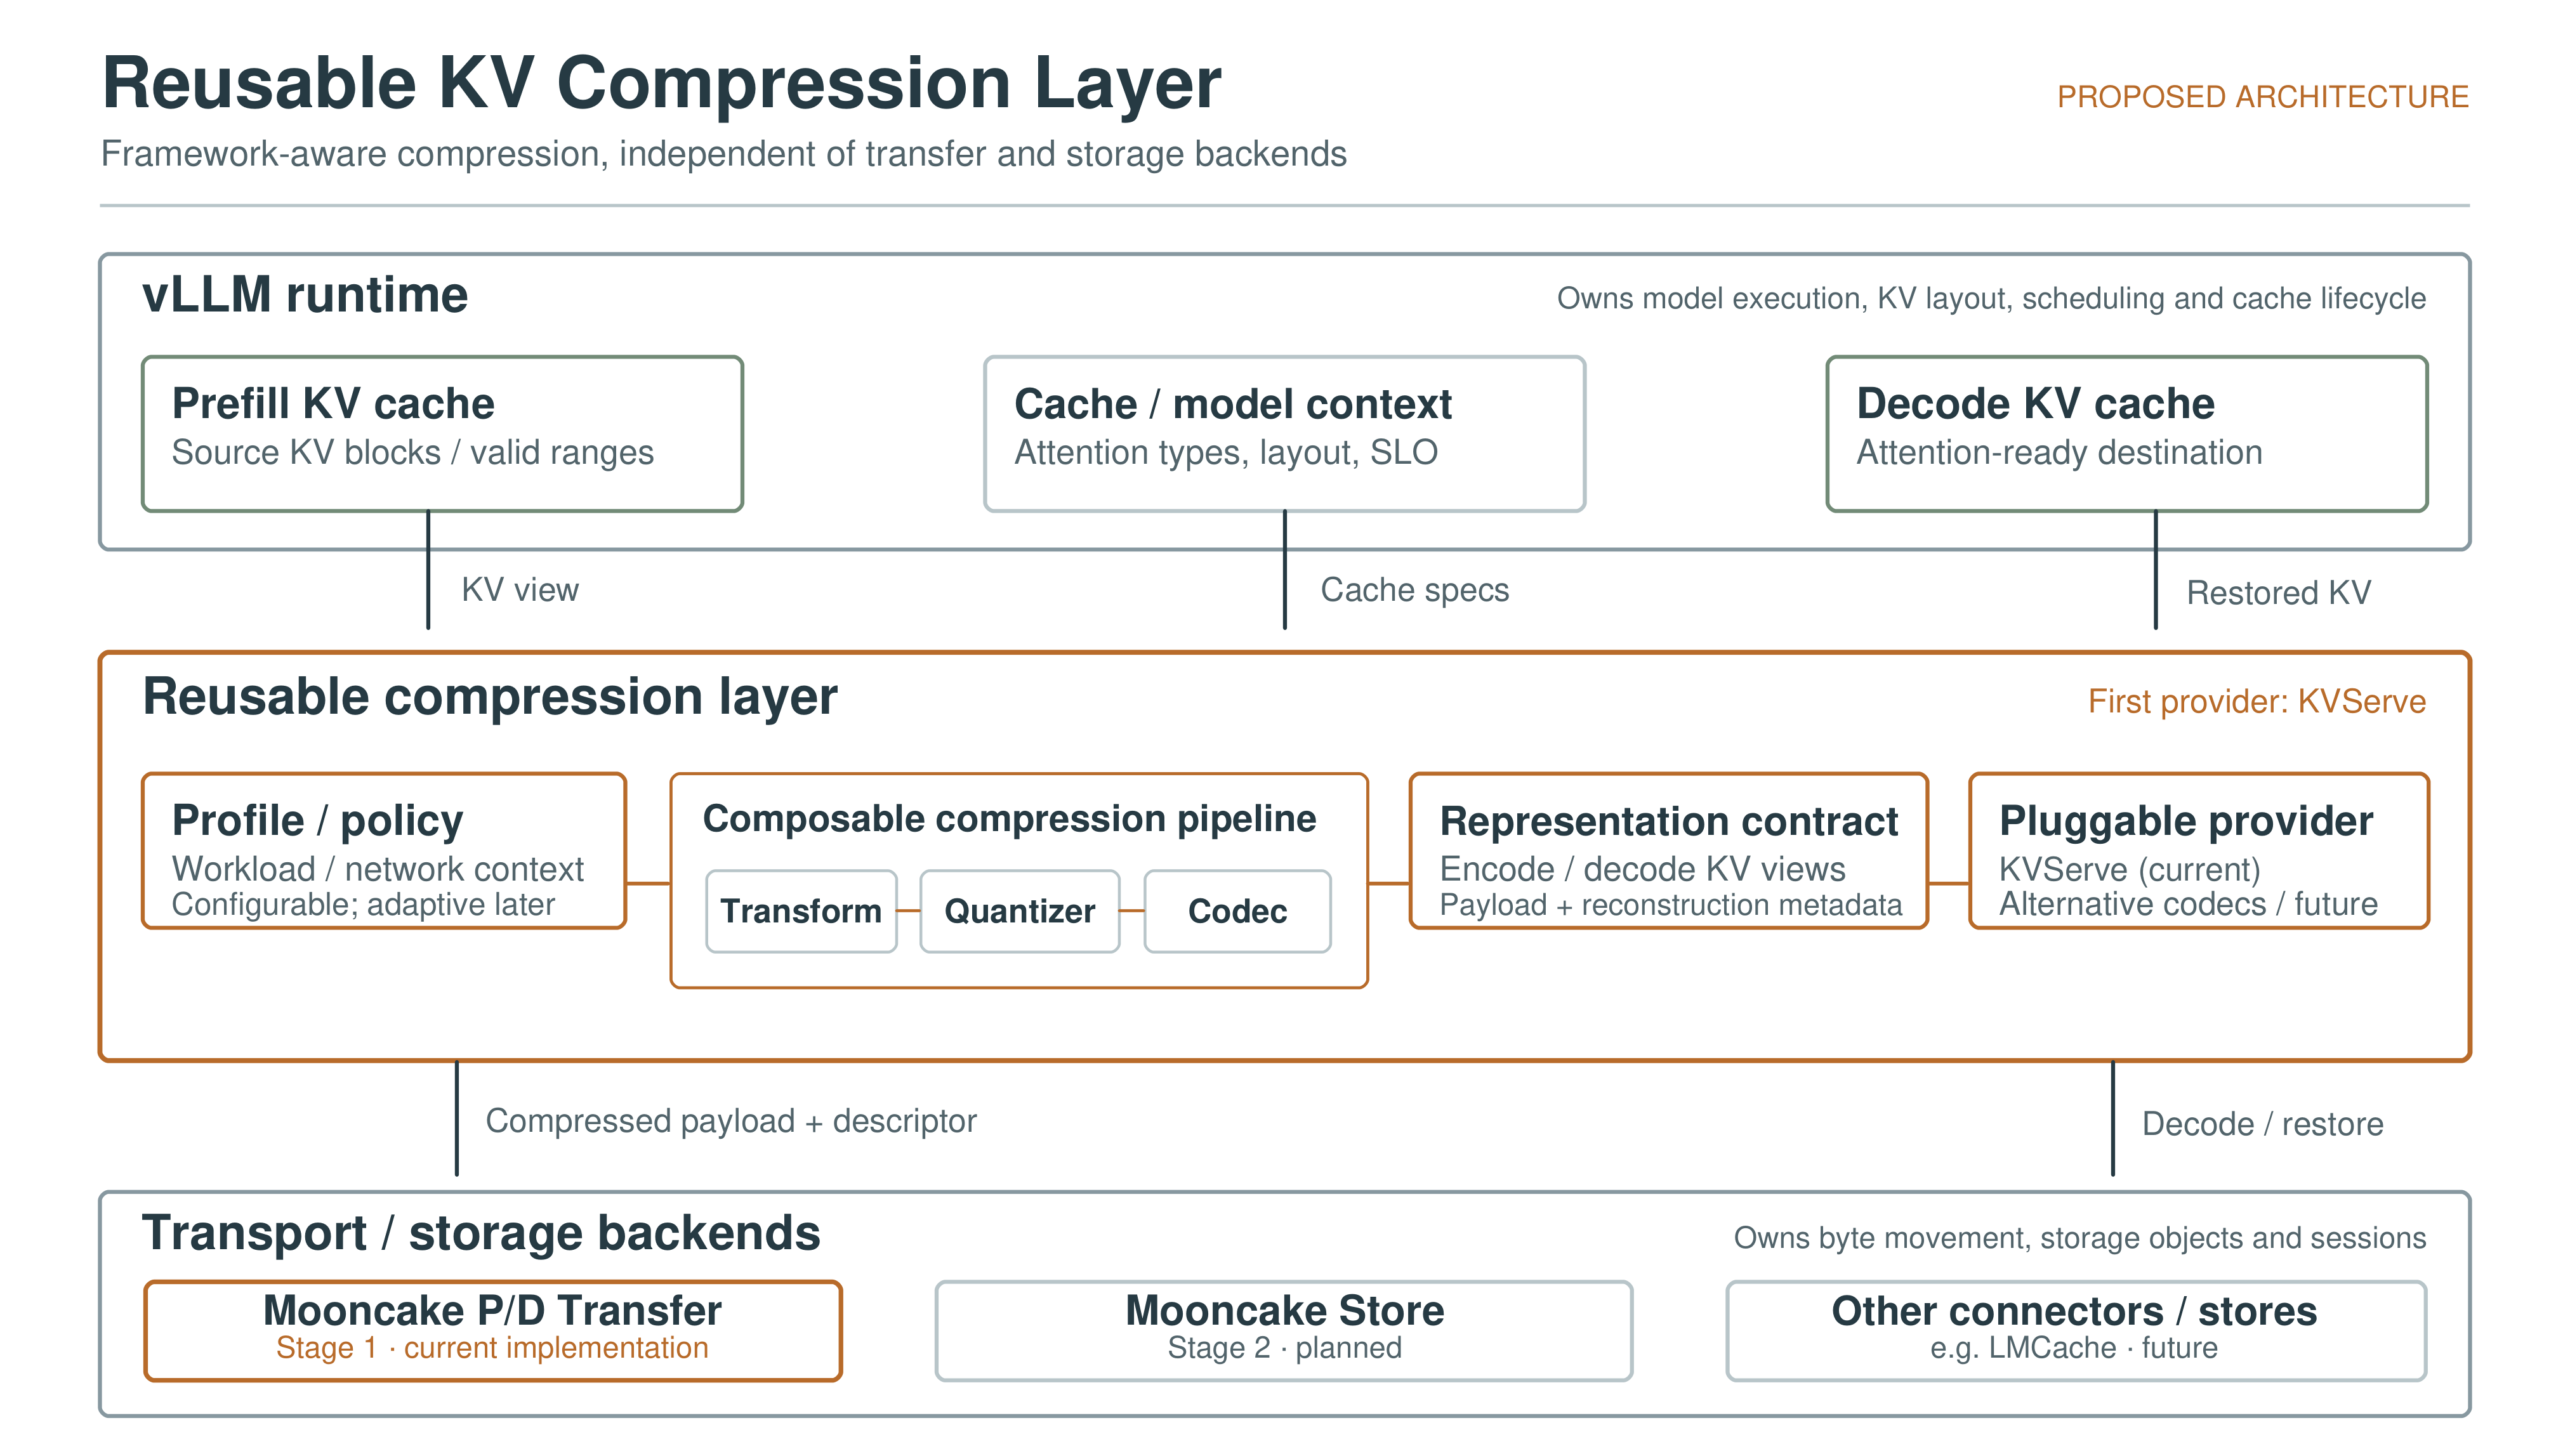 Reusable KV Compression Layer
PROPOSED ARCHITECTURE
Framework-aware compression, independent of transfer and storage backends
vLLM runtime
Owns model execution, KV layout, scheduling and cache lifecycle
Prefill KV cache
Source KV blocks / valid ranges
Cache / model context
Attention types, layout, SLO
Decode KV cache
Attention-ready destination
KV view
Cache specs
Restored KV
Reusable compression layer
First provider: KVServe
Profile / policy
Workload / network context
Configurable; adaptive later
Composable compression pipeline
Transform
Quantizer
Codec
Representation contract
Encode / decode KV views
Payload + reconstruction metadata
Pluggable provider
KVServe (current)
Alternative codecs / future
Compressed payload + descriptor
Decode / restore
Transport / storage backends
Owns byte movement, storage objects and sessions
Mooncake P/D Transfer
Stage 1 · current implementation
Mooncake Store
Stage 2 · planned
Other connectors / stores
e.g. LMCache · future